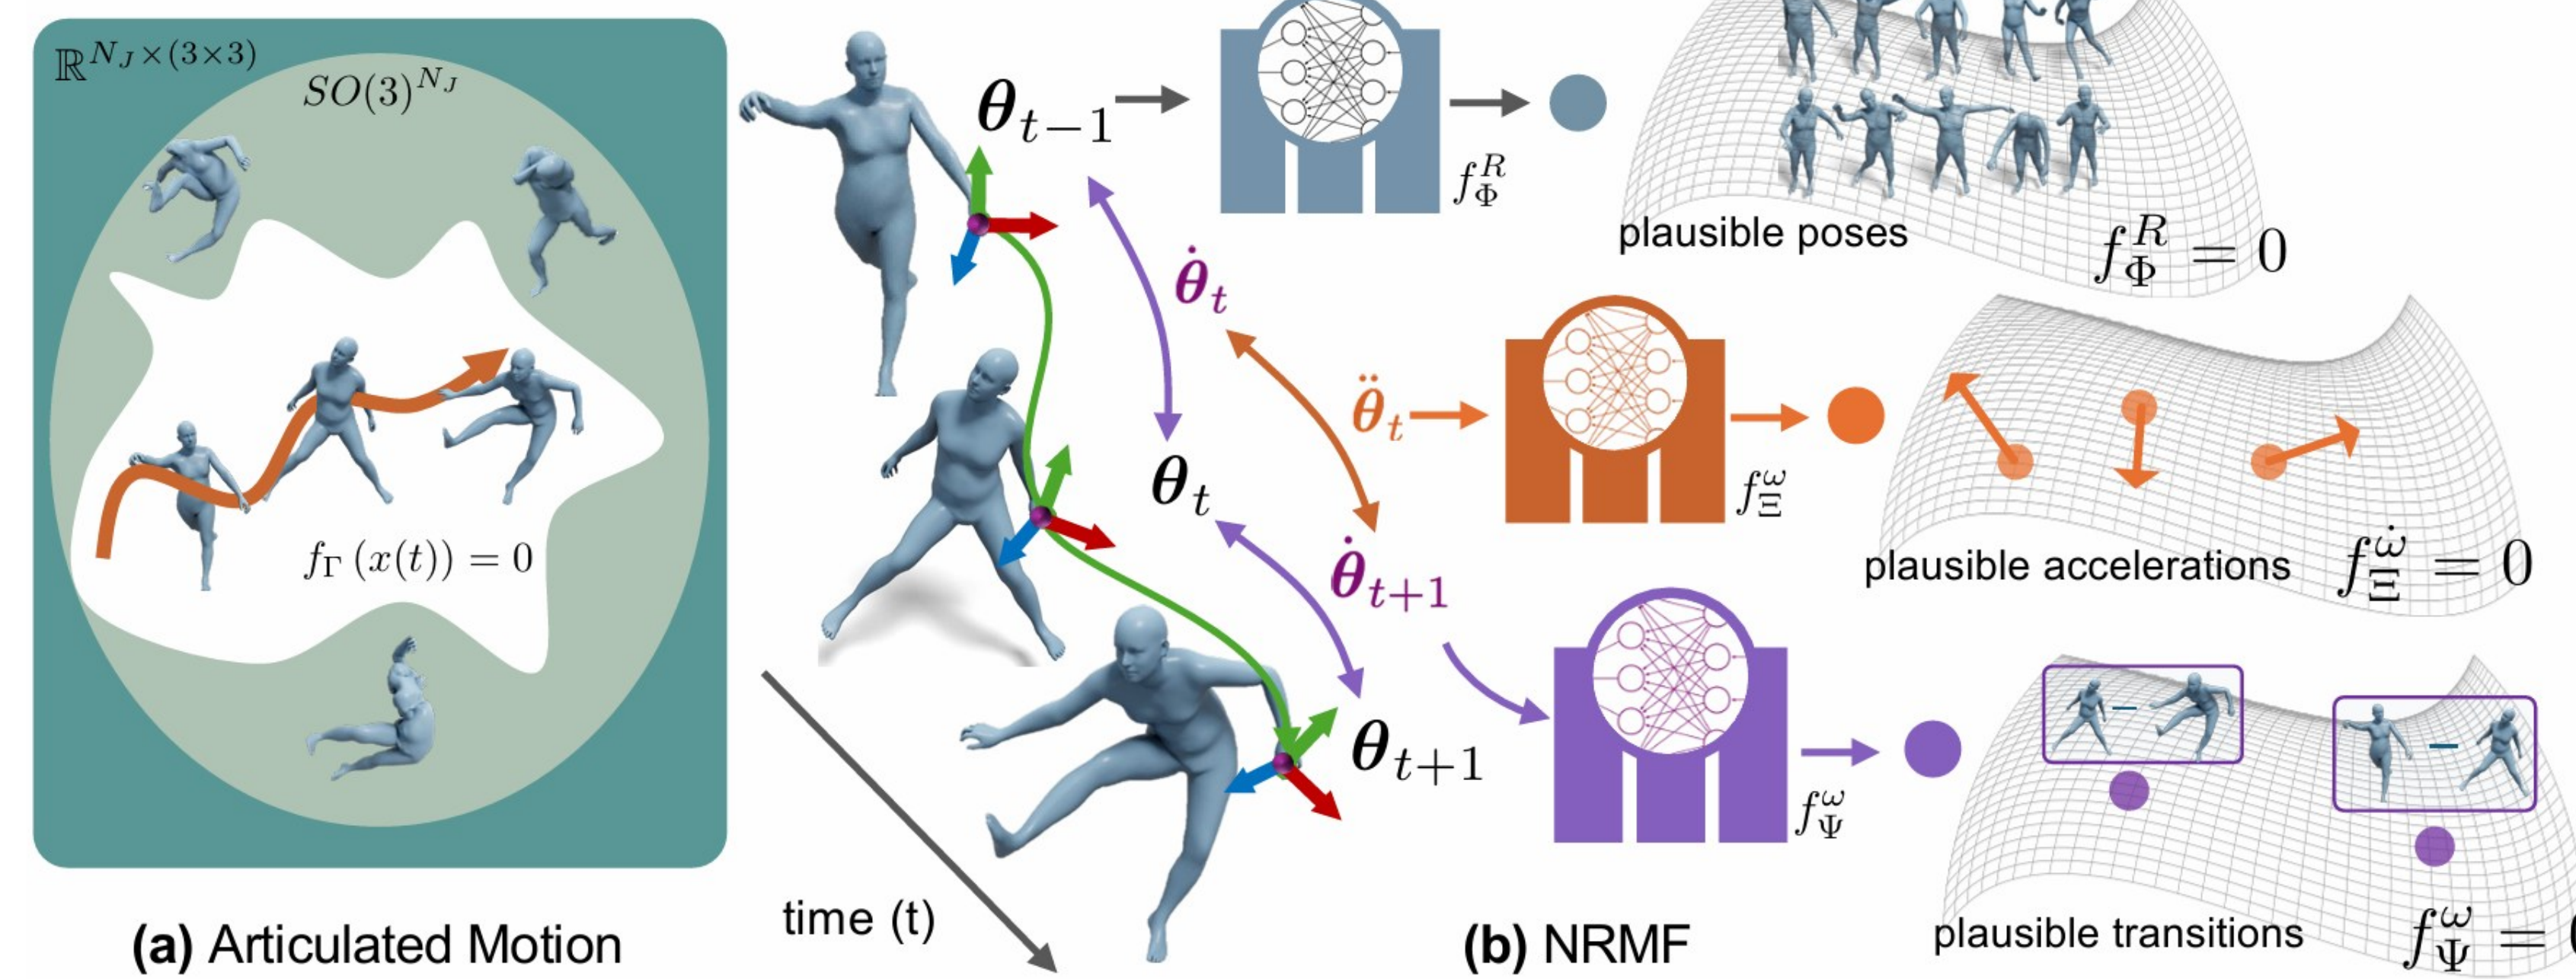 ℝ^{N_J×(3×3)}
SO(3)^{N_J}
f_Γ (x(t)) = 0
(a) Articulated Motion
θ_{t−1}
θ̇_t
θ_t
θ̈_t
θ̇_{t+1}
θ_{t+1}
time (t)
f_Φ^R
plausible poses
f_Φ^R = 0
f_Ξ^ω
plausible accelerations
f_Ξ^ω̇ = 0
f_Ψ^ω
plausible transitions
f_Ψ^ω =
(b) NRMF